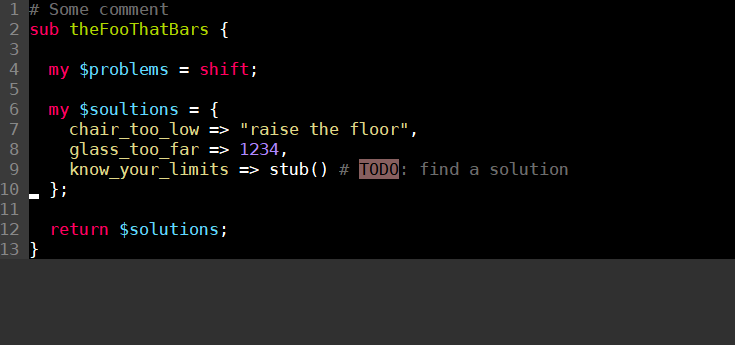 1 # Some comment
2 sub theFooThatBars {
3
4   my $problems = shift;
5
6   my $soultions = {
7     chair_too_low => "raise the floor",
8     glass_too_far => 1234,
9     know_your_limits => stub() # TODO: find a solution
10   };
11
12   return $solutions;
13 }